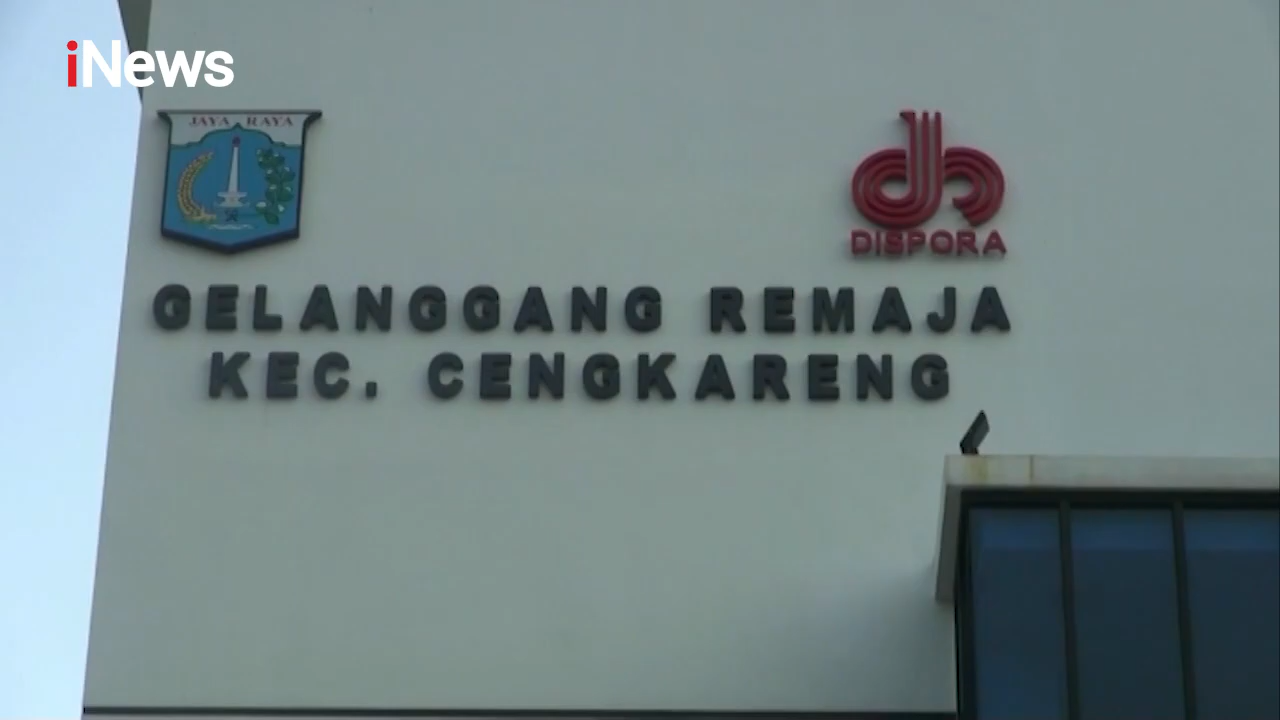 iNews
JAYA RAYA
DISPORA
GELANGGANG REMAJA
KEC. CENGKARENG